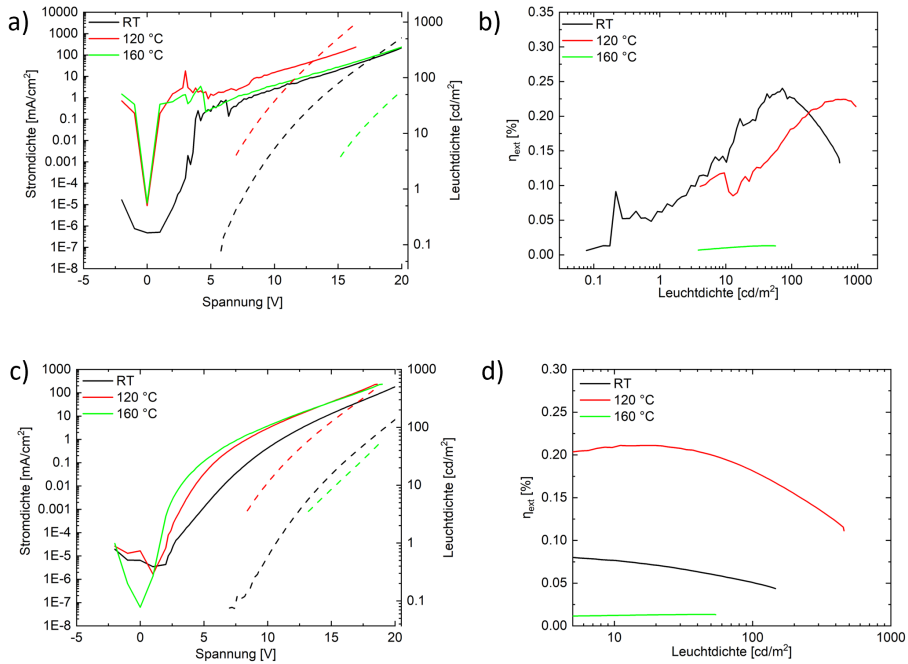 a)
RT
120 °C
160 °C
Stromdichte [mA/cm²]
1000
100
10
1
0.1
0.01
0.001
1E-4
1E-5
1E-6
1E-7
1E-8
-5
0
5
10
15
20
Spannung [V]
1000
100
10
1
0.1
Leuchtdichte [cd/m²]
b)
RT
120 °C
160 °C
ηext [%]
0.35
0.30
0.25
0.20
0.15
0.10
0.05
0.00
0.1
1
10
100
1000
Leuchtdichte [cd/m²]
c)
RT
120 °C
160 °C
Stromdichte [mA/cm²]
1000
100
10
1
0.1
0.01
0.001
1E-4
1E-5
1E-6
1E-7
1E-8
-5
0
5
10
15
20
Spannung [V]
1000
100
10
1
0.1
Leuchtdichte [cd/m²]
d)
RT
120 °C
160 °C
ηext [%]
0.30
0.25
0.20
0.15
0.10
0.05
0.00
10
100
1000
Leuchtdichte [cd/m²]